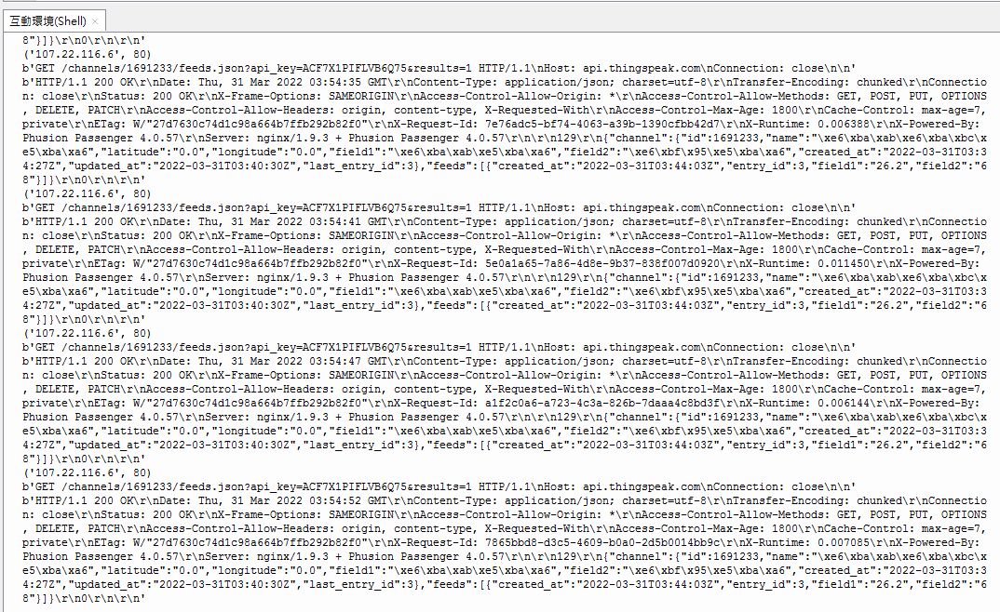 互動環境(Shell) ×
8"}]}\r\n0\r\n\r\n'
('107.22.116.6', 80)
b'GET /channels/1691233/feeds.json?api_key=ACF7X1PIFLVB6Q75&results=1 HTTP/1.1\nHost: api.thingspeak.com\nConnection: close\n\n'
b'HTTP/1.1 200 OK\r\nDate: Thu, 31 Mar 2022 03:54:35 GMT\r\nContent-Type: application/json; charset=utf-8\r\nTransfer-Encoding: chunked\r\nConnectio
n: close\r\nStatus: 200 OK\r\nX-Frame-Options: SAMEORIGIN\r\nAccess-Control-Allow-Origin: *\r\nAccess-Control-Allow-Methods: GET, POST, PUT, OPTIONS
, DELETE, PATCH\r\nAccess-Control-Allow-Headers: origin, content-type, X-Requested-With\r\nAccess-Control-Max-Age: 1800\r\nCache-Control: max-age=7,
private\r\nETag: W/"27d7630c74d1c98a664b7ffb292b82f0"\r\nX-Request-Id: 7e76adc5-bf74-4063-a39b-1390cfbb42d7\r\nX-Runtime: 0.006388\r\nX-Powered-By:
Phusion Passenger 4.0.57\r\nServer: nginx/1.9.3 + Phusion Passenger 4.0.57\r\n\r\n129\r\n{"channel":{"id":1691233,"name":"\xe6\xba\xab\xe6\xba\xbc\x
e5\xba\xa6","latitude":"0.0","longitude":"0.0","field1":"\xe6\xba\xab\xe5\xba\xa6","field2":"\xe6\xbf\x95\xe5\xba\xa6","created_at":"2022-03-31T03:3
4:27Z","updated_at":"2022-03-31T03:40:30Z","last_entry_id":3},"feeds":[{"created_at":"2022-03-31T03:44:03Z","entry_id":3,"field1":"26.2","field2":"6
8"}]}\r\n0\r\n\r\n'
('107.22.116.6', 80)
b'GET /channels/1691233/feeds.json?api_key=ACF7X1PIFLVB6Q75&results=1 HTTP/1.1\nHost: api.thingspeak.com\nConnection: close\n\n'
b'HTTP/1.1 200 OK\r\nDate: Thu, 31 Mar 2022 03:54:41 GMT\r\nContent-Type: application/json; charset=utf-8\r\nTransfer-Encoding: chunked\r\nConnectio
n: close\r\nStatus: 200 OK\r\nX-Frame-Options: SAMEORIGIN\r\nAccess-Control-Allow-Origin: *\r\nAccess-Control-Allow-Methods: GET, POST, PUT, OPTIONS
, DELETE, PATCH\r\nAccess-Control-Allow-Headers: origin, content-type, X-Requested-With\r\nAccess-Control-Max-Age: 1800\r\nCache-Control: max-age=7,
private\r\nETag: W/"27d7630c74d1c98a664b7ffb292b82f0"\r\nX-Request-Id: 5e0a1a65-7a86-4d8e-9b37-838f007d0920\r\nX-Runtime: 0.011450\r\nX-Powered-By:
Phusion Passenger 4.0.57\r\nServer: nginx/1.9.3 + Phusion Passenger 4.0.57\r\n\r\n129\r\n{"channel":{"id":1691233,"name":"\xe6\xba\xab\xe6\xba\xbc\x
e5\xba\xa6","latitude":"0.0","longitude":"0.0","field1":"\xe6\xba\xab\xe5\xba\xa6","field2":"\xe6\xbf\x95\xe5\xba\xa6","created_at":"2022-03-31T03:3
4:27Z","updated_at":"2022-03-31T03:40:30Z","last_entry_id":3},"feeds":[{"created_at":"2022-03-31T03:44:03Z","entry_id":3,"field1":"26.2","field2":"6
8"}]}\r\n0\r\n\r\n'
('107.22.116.6', 80)
b'GET /channels/1691233/feeds.json?api_key=ACF7X1PIFLVB6Q75&results=1 HTTP/1.1\nHost: api.thingspeak.com\nConnection: close\n\n'
b'HTTP/1.1 200 OK\r\nDate: Thu, 31 Mar 2022 03:54:47 GMT\r\nContent-Type: application/json; charset=utf-8\r\nTransfer-Encoding: chunked\r\nConnectio
n: close\r\nStatus: 200 OK\r\nX-Frame-Options: SAMEORIGIN\r\nAccess-Control-Allow-Origin: *\r\nAccess-Control-Allow-Methods: GET, POST, PUT, OPTIONS
, DELETE, PATCH\r\nAccess-Control-Allow-Headers: origin, content-type, X-Requested-With\r\nAccess-Control-Max-Age: 1800\r\nCache-Control: max-age=7,
private\r\nETag: W/"27d7630c74d1c98a664b7ffb292b82f0"\r\nX-Request-Id: a1f2c0a6-a723-4c3a-826b-7daaa4c8bd3f\r\nX-Runtime: 0.006144\r\nX-Powered-By:
Phusion Passenger 4.0.57\r\nServer: nginx/1.9.3 + Phusion Passenger 4.0.57\r\n\r\n129\r\n{"channel":{"id":1691233,"name":"\xe6\xba\xab\xe6\xba\xbc\x
e5\xba\xa6","latitude":"0.0","longitude":"0.0","field1":"\xe6\xba\xab\xe5\xba\xa6","field2":"\xe6\xbf\x95\xe5\xba\xa6","created_at":"2022-03-31T03:3
4:27Z","updated_at":"2022-03-31T03:40:30Z","last_entry_id":3},"feeds":[{"created_at":"2022-03-31T03:44:03Z","entry_id":3,"field1":"26.2","field2":"6
8"}]}\r\n0\r\n\r\n'
('107.22.116.6', 80)
b'GET /channels/1691233/feeds.json?api_key=ACF7X1PIFLVB6Q75&results=1 HTTP/1.1\nHost: api.thingspeak.com\nConnection: close\n\n'
b'HTTP/1.1 200 OK\r\nDate: Thu, 31 Mar 2022 03:54:52 GMT\r\nContent-Type: application/json; charset=utf-8\r\nTransfer-Encoding: chunked\r\nConnectio
n: close\r\nStatus: 200 OK\r\nX-Frame-Options: SAMEORIGIN\r\nAccess-Control-Allow-Origin: *\r\nAccess-Control-Allow-Methods: GET, POST, PUT, OPTIONS
, DELETE, PATCH\r\nAccess-Control-Allow-Headers: origin, content-type, X-Requested-With\r\nAccess-Control-Max-Age: 1800\r\nCache-Control: max-age=7,
private\r\nETag: W/"27d7630c74d1c98a664b7ffb292b82f0"\r\nX-Request-Id: 7865bbd8-d3c5-4609-b0a0-2d5b0014bb9c\r\nX-Runtime: 0.007085\r\nX-Powered-By:
Phusion Passenger 4.0.57\r\nServer: nginx/1.9.3 + Phusion Passenger 4.0.57\r\n\r\n129\r\n{"channel":{"id":1691233,"name":"\xe6\xba\xab\xe6\xba\xbc\x
e5\xba\xa6","latitude":"0.0","longitude":"0.0","field1":"\xe6\xba\xab\xe5\xba\xa6","field2":"\xe6\xbf\x95\xe5\xba\xa6","created_at":"2022-03-31T03:3
4:27Z","updated_at":"2022-03-31T03:40:30Z","last_entry_id":3},"feeds":[{"created_at":"2022-03-31T03:44:03Z","entry_id":3,"field1":"26.2","field2":"6
8"}]}\r\n0\r\n\r\n'